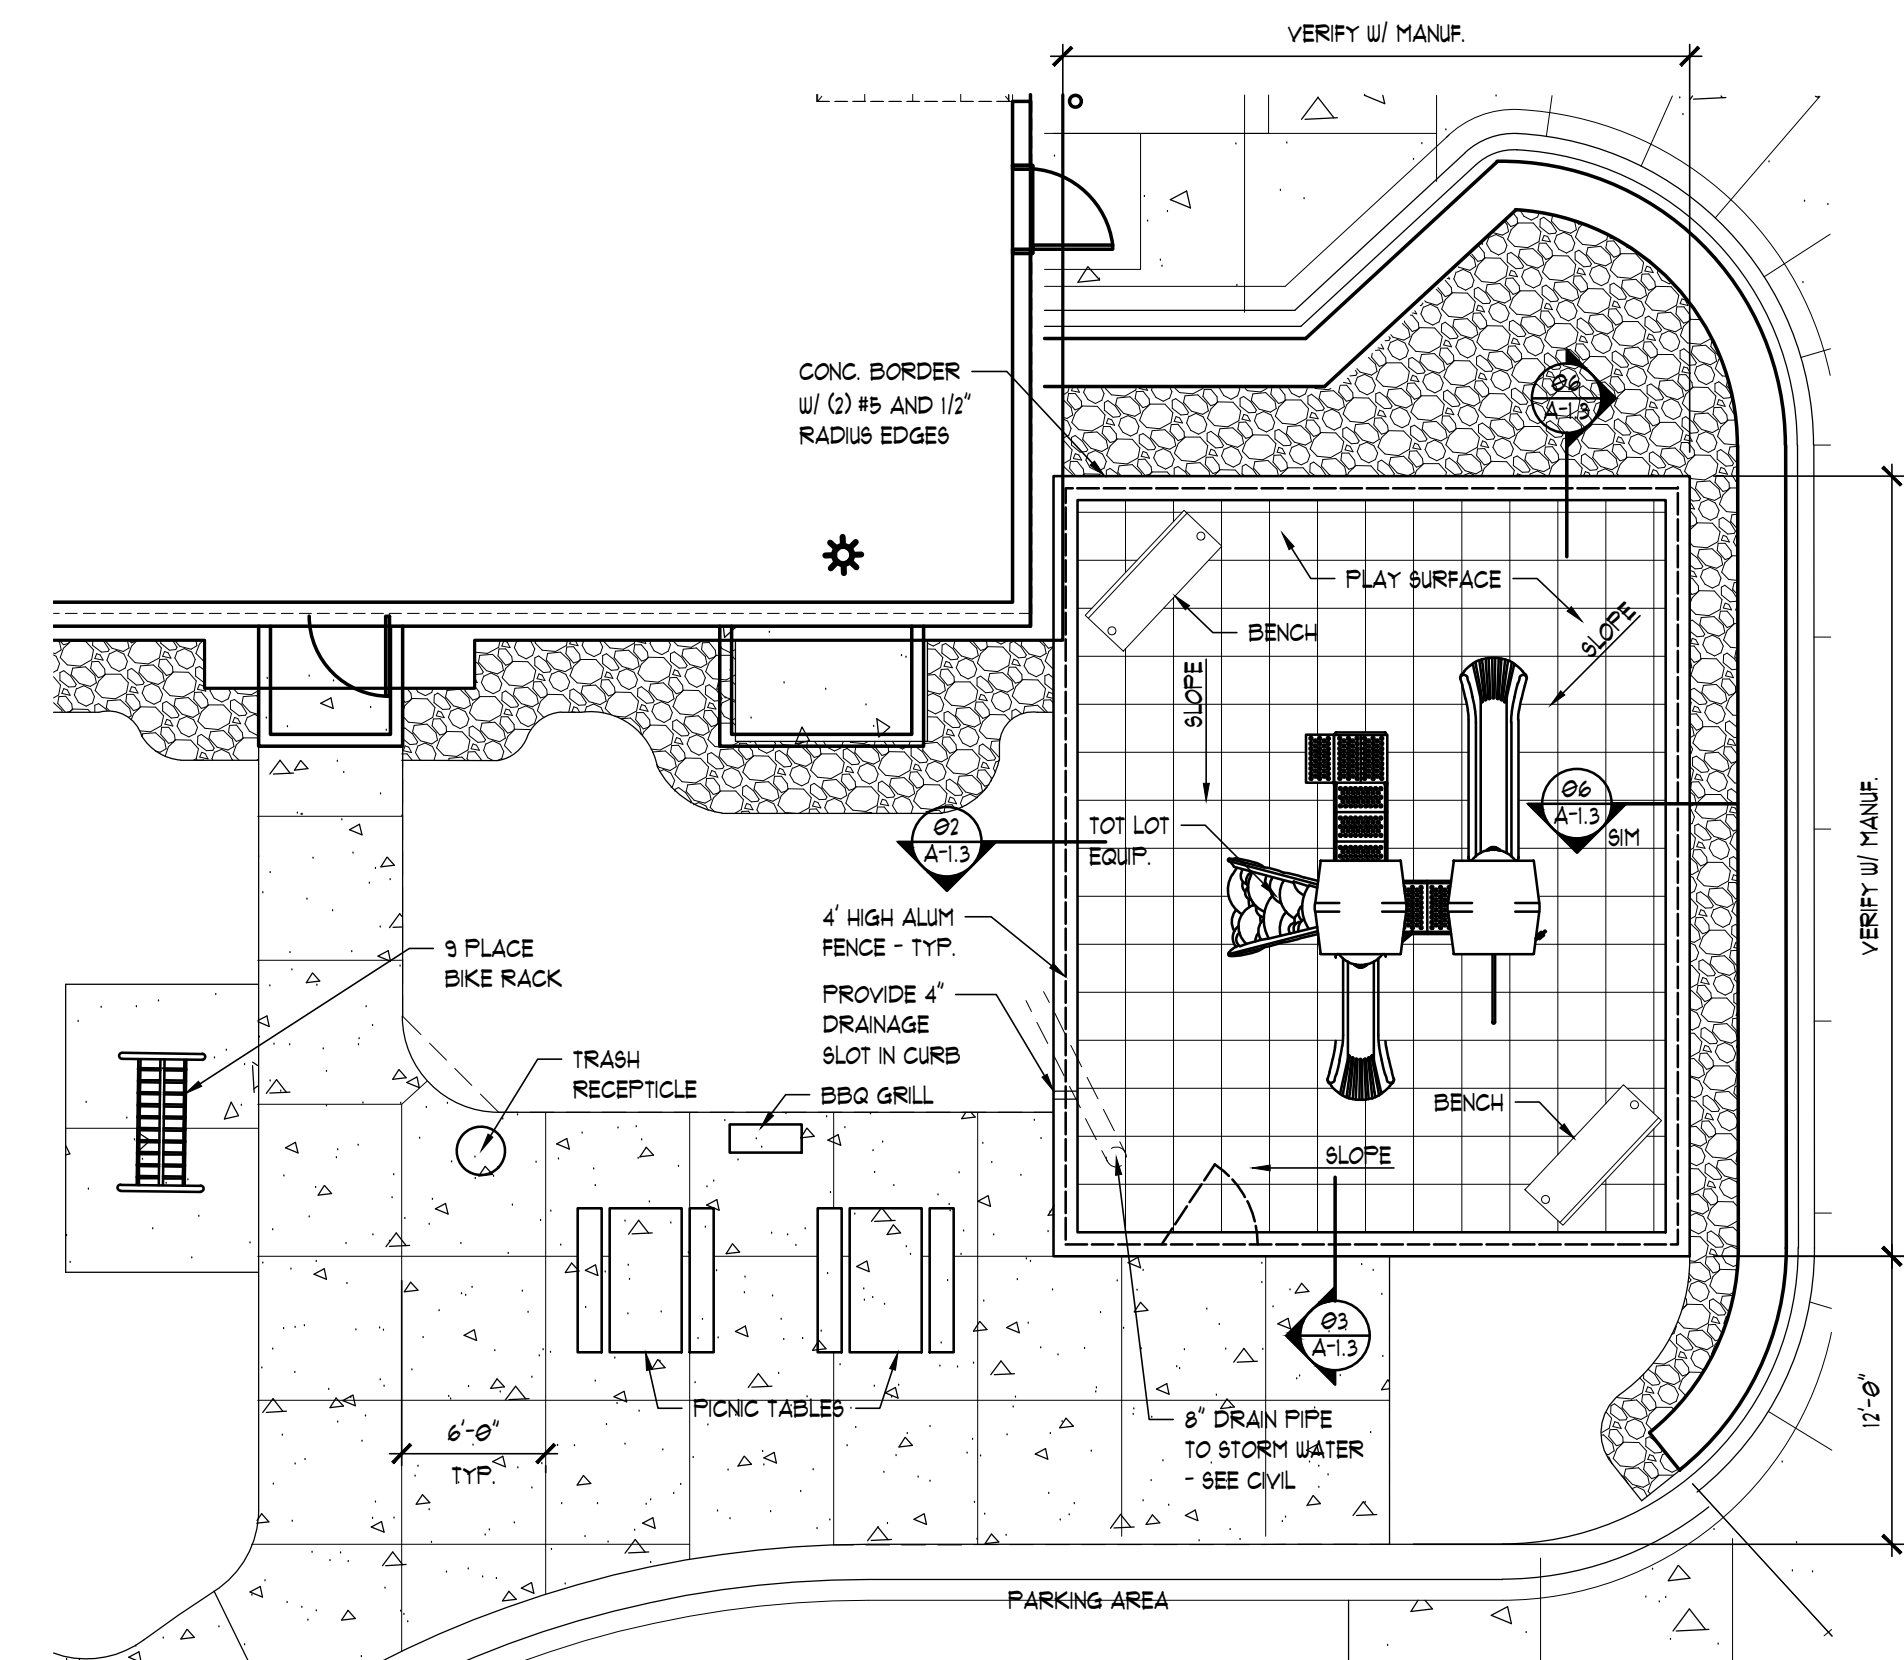 VERIFY W/ MANUF.
CONC. BORDER
W/ (2) #5 AND 1/2"
RADIUS EDGES
06
A-1.3
PLAY SURFACE
BENCH
SLOPE
SLOPE
06
A-1.3
SIM
TOT LOT
EQUIP.
02
A-1.3
VERIFY W/ MANUF.
4' HIGH ALUM
FENCE - TYP.
9 PLACE
BIKE RACK
PROVIDE 4"
DRAINAGE
SLOT IN CURB
TRASH
RECEPTICLE
BBQ GRILL
BENCH
SLOPE
03
A-1.3
PICNIC TABLES
6'-0"
TYP.
8" DRAIN PIPE
TO STORM WATER
- SEE CIVIL
12'-0"
PARKING AREA